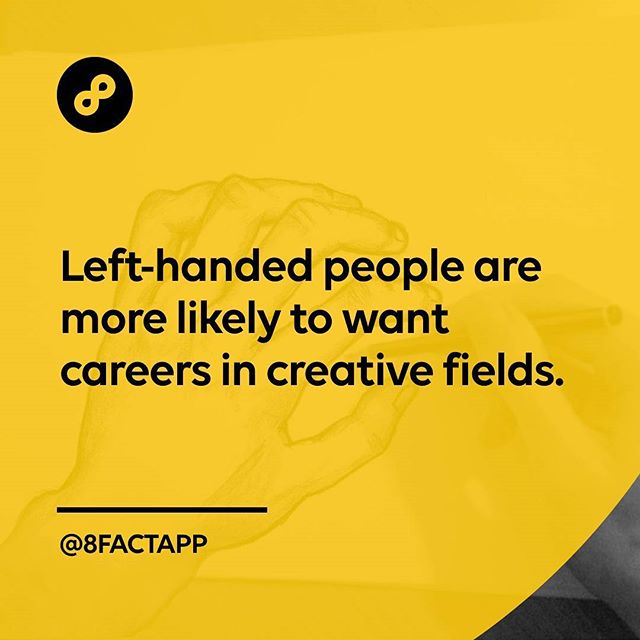 Left-handed people are
more likely to want
careers in creative fields.
@8FACTAPP